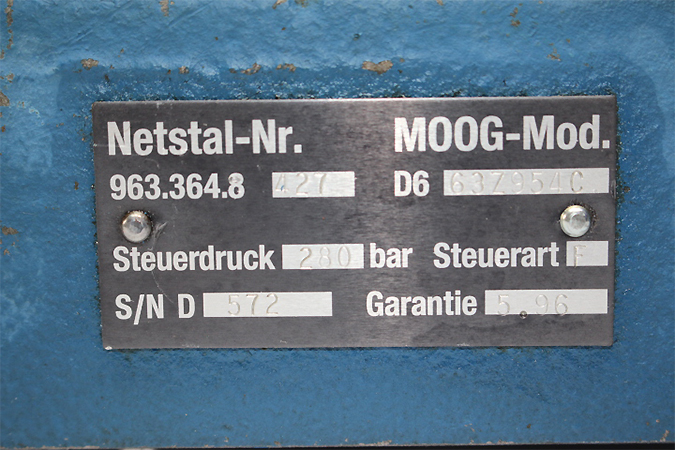 Netstal-Nr. MOOG-Mod.
963.364.8 427 D6 63Z954C
Steuerdruck 280 bar Steuerart F
S/N D 572 Garantie 5.96